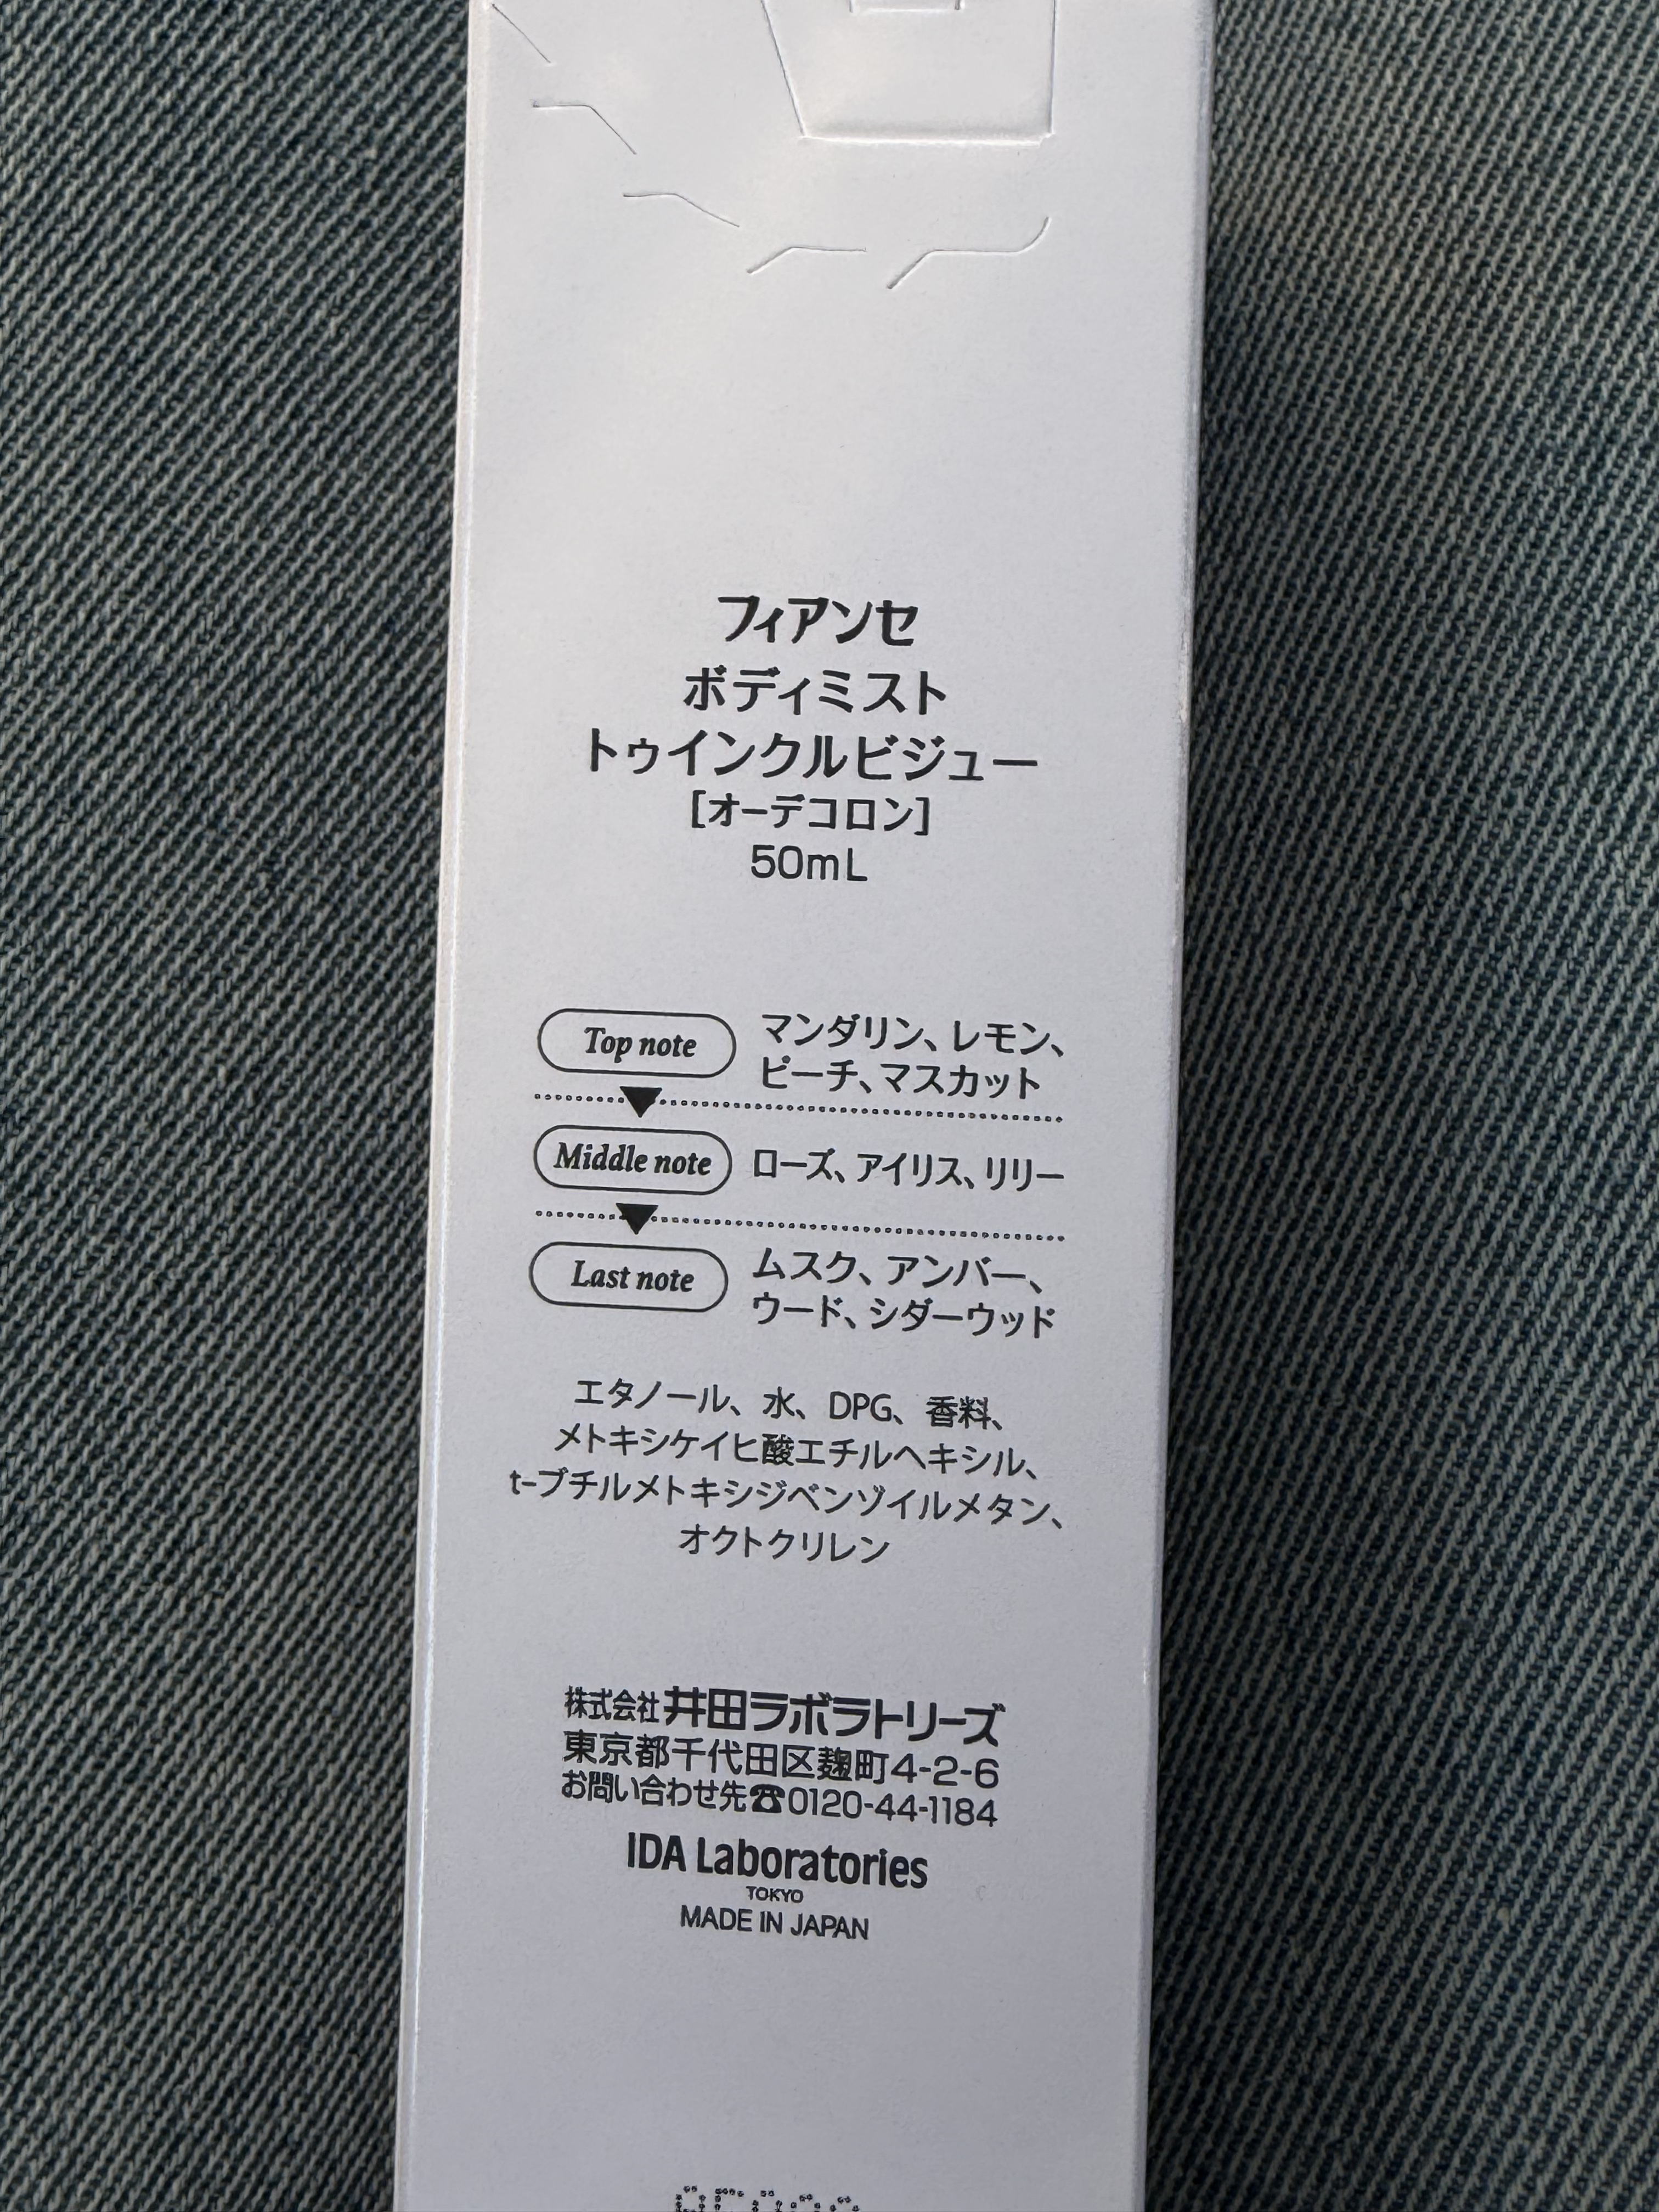 フィアンセ
ボディミスト
トゥインクルビジュー
[オーデコロン]
50mL
Top note マンダリン、レモン、
ピーチ、マスカット
Middle note ローズ、アイリス、リリー
Last note ムスク、アンバー、
ウード、シダーウッド
エタノール、水、DPG、香料、
メトキシケイヒ酸エチルヘキシル、
t-ブチルメトキシジベンゾイルメタン、
オクトクリレン
株式会社井田ラボラトリーズ
東京都千代田区麹町4-2-6
お問い合わせ先☎0120-44-1184
IDA Laboratories
TOKYO
MADE IN JAPAN